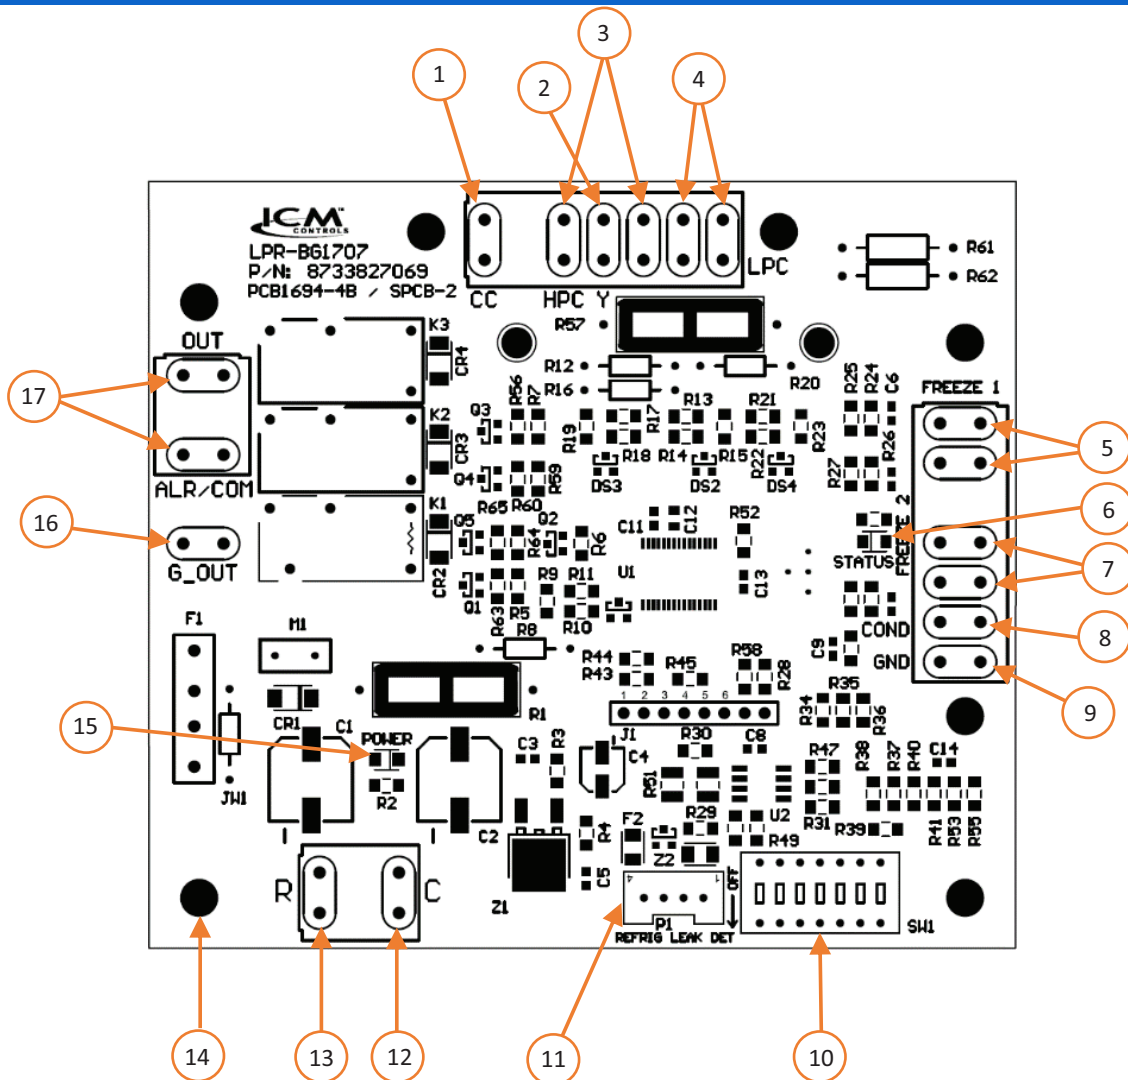 3
1
2
4
ICM™
CONTROLS
LPR-BG1707
P/N: 8733827069
PCB1694-4B / SPCB-2
CC
HPC Y
LPC
R61
R62
OUT
K3
CR4
R57
R12
R16
R20
17
ALR/COM
K2
CR3
Q3
R56
R7
Q4
R59
R65
R60
R19
R17
R18
R13
R14
R21
R15
R22
R23
DS3
DS2
DS4
R25
R24
C6
R27
R26
FREEZE 1
5
6
16
G_OUT
K1
CR2
Q5
R64
Q2
R6
Q1
R63
R5
R9
R11
R10
U1
C11
C12
R52
C13
STATUS
FREEZE 2
7
COND
8
GND
9
F1
M1
CR1
JW1
R8
R44
R43
R45
R58
R28
C9
1 2 3 4 5 6
J1
R34
R35
R36
15
POWER
C1
R2
R1
C2
C3
R3
C4
R30
C8
R51
R47
R31
R38
R37
R40
C14
R41
R53
R55
R39
R4
C5
F2
R29
Z2
U2
R49
Z1
R
C
4
1
P1
REFRIG LEAK DET
OFF
SW1
14
13
12
11
10